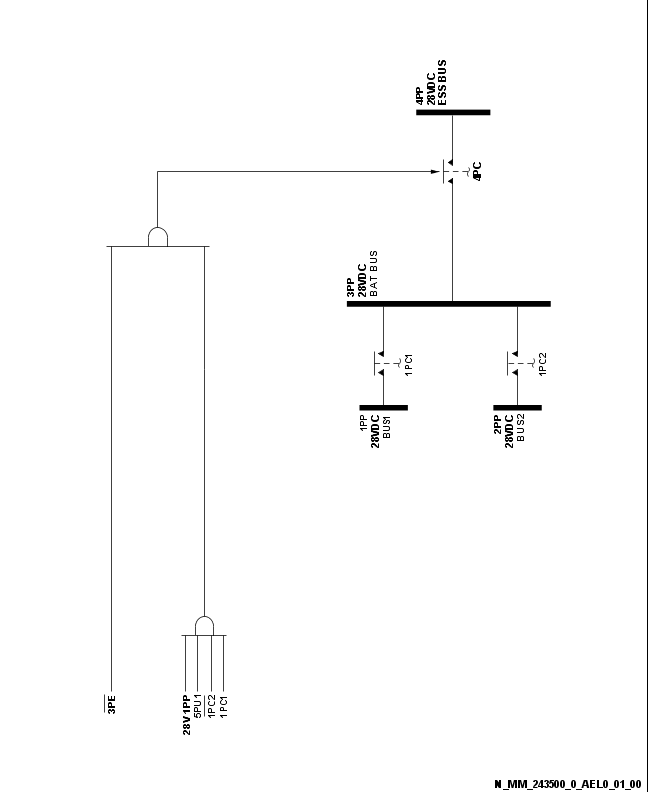 4PP
28VDC
ESS BUS
4PC
3PP
28VDC
BAT BUS
1PC1
1PC2
1PP
28VDC
BUS1
2PP
28VDC
BUS2
3PE
28V 1PP
5PU1
1PC2
1PC1
N_MM_243500_0_AEL0_01_00